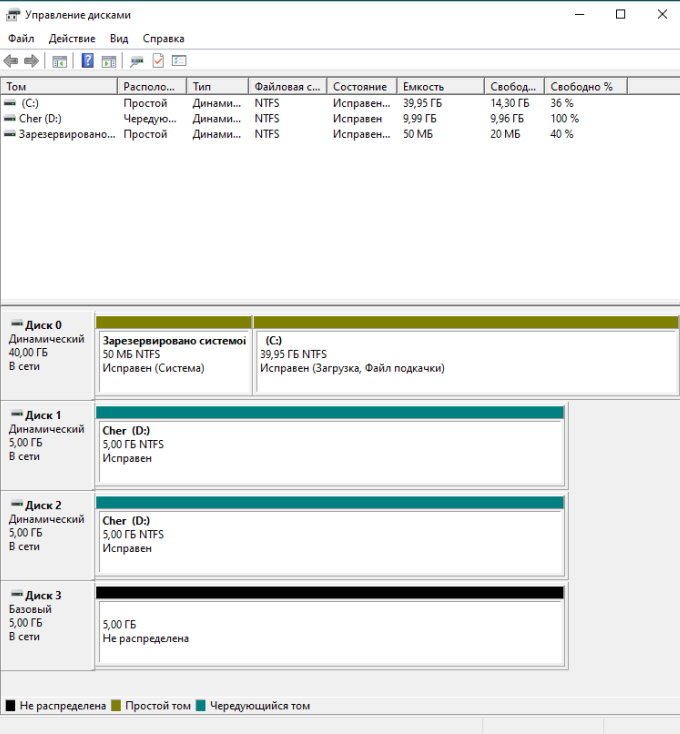 Управление дисками
Файл Действие Вид Справка
Том Располо... Тип Файловая с... Состояние Емкость Свобод... Свободно %
(C:) Простой Динами... NTFS Исправен... 39,95 ГБ 14,30 ГБ 36 %
Cher (D:) Чередую... Динами... NTFS Исправен 9,99 ГБ 9,96 ГБ 100 %
Зарезервировано... Простой Динами... NTFS Исправен... 50 МБ 20 МБ 40 %
Диск 0
Динамический
40,00 ГБ
В сети
Зарезервировано системой
50 МБ NTFS
Исправен (Система)
(C:)
39,95 ГБ NTFS
Исправен (Загрузка, Файл подкачки)
Диск 1
Динамический
5,00 ГБ
В сети
Cher (D:)
5,00 ГБ NTFS
Исправен
Диск 2
Динамический
5,00 ГБ
В сети
Cher (D:)
5,00 ГБ NTFS
Исправен
Диск 3
Базовый
5,00 ГБ
В сети
5,00 ГБ
Не распределена
Не распределена Простой том Чередующийся том